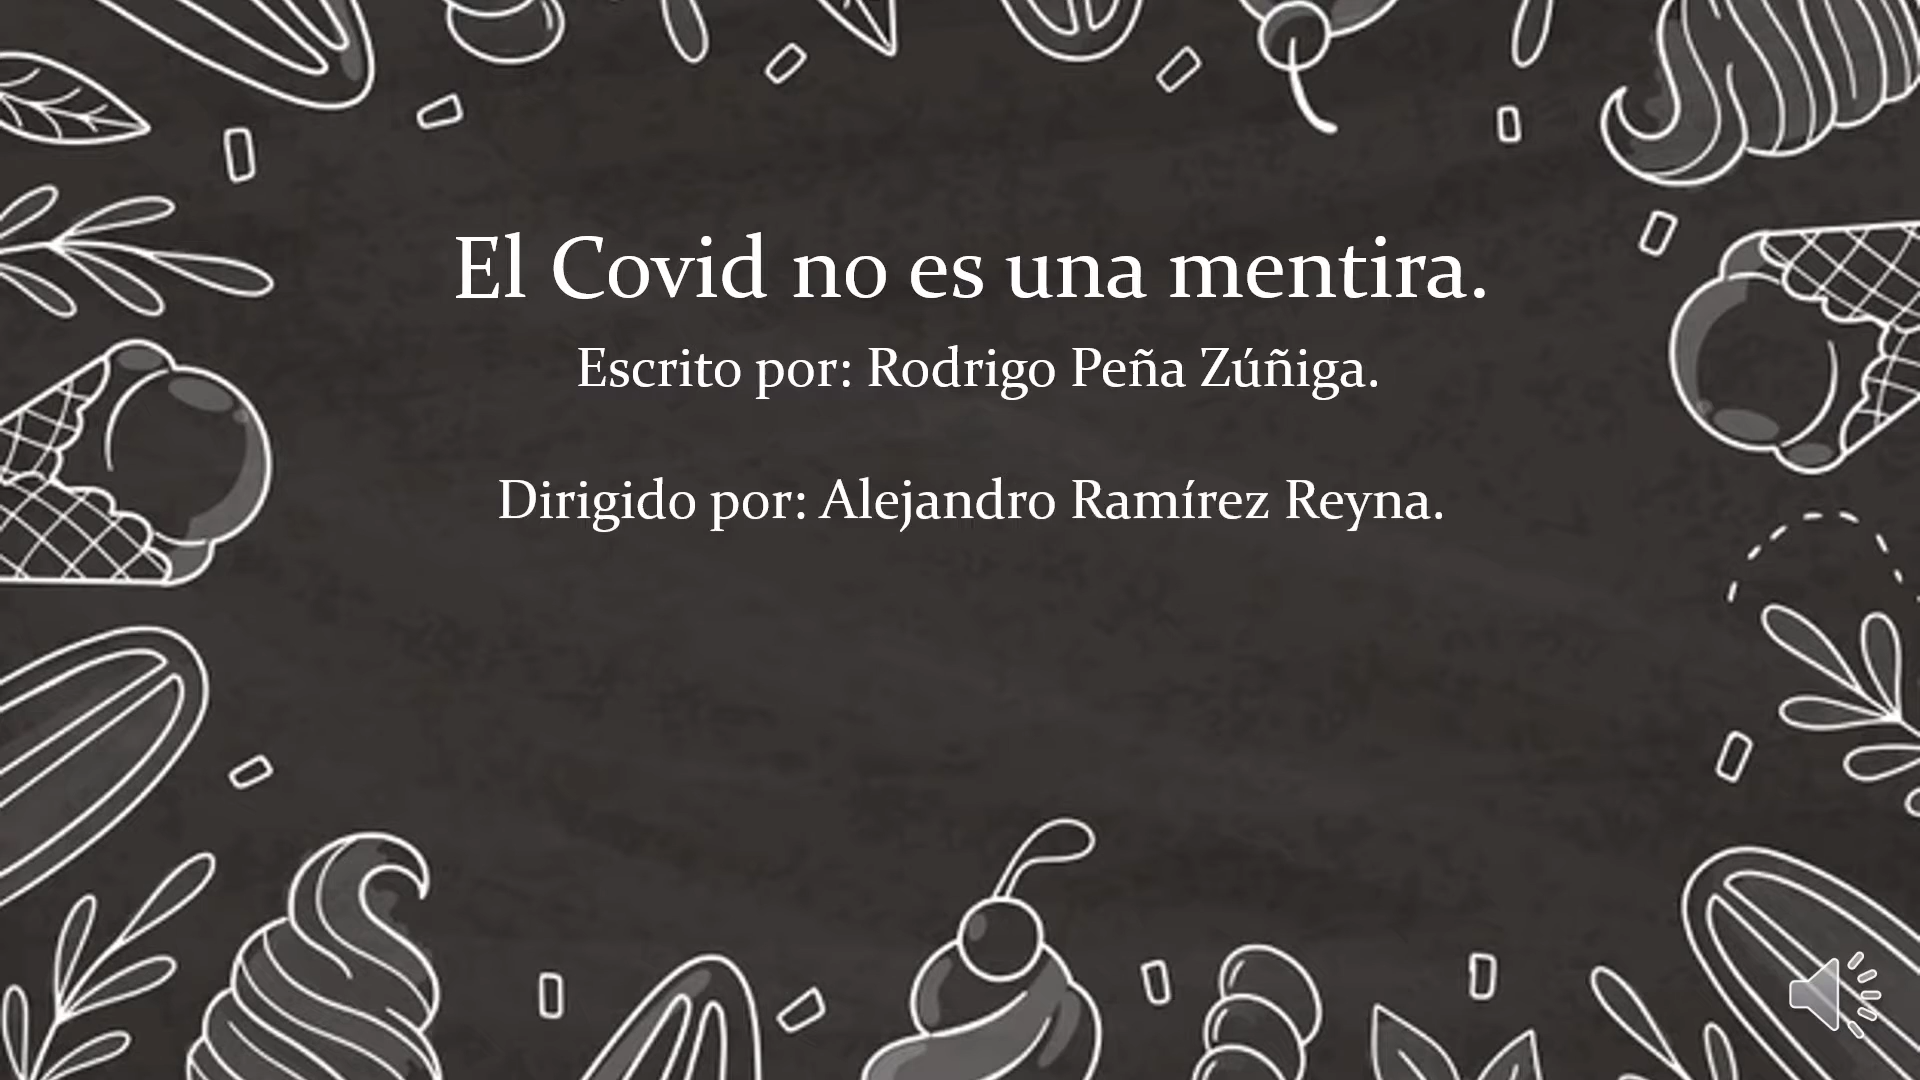 El Covid no es una mentira.
Escrito por: Rodrigo Peña Zúñiga.
Dirigido por: Alejandro Ramírez Reyna.